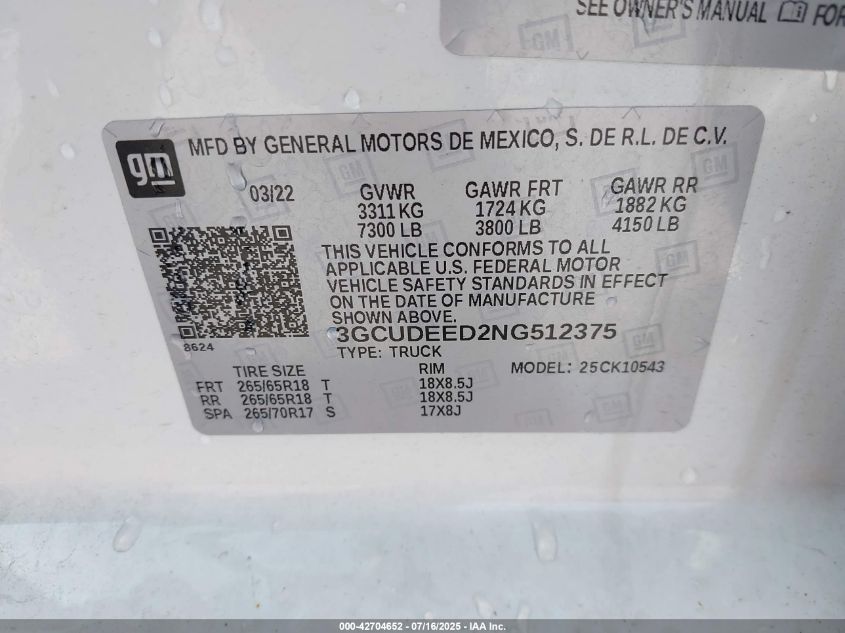 SEE OWNER'S MANUAL FOR
MFD BY GENERAL MOTORS DE MEXICO, S. DE R.L. DE C.V.
gm
03/22 GVWR GAWR FRT GAWR RR
3311 KG 1724 KG 1882 KG
7300 LB 3800 LB 4150 LB
THIS VEHICLE CONFORMS TO ALL
APPLICABLE U.S. FEDERAL MOTOR
VEHICLE SAFETY STANDARDS IN EFFECT
ON THE DATE OF MANUFACTURE
SHOWN ABOVE.
3GCUDEED2NG512375
8624
TYPE: TRUCK
TIRE SIZE RIM MODEL: 25CK10543
FRT 265/65R18 T 18X8.5J
RR 265/65R18 T 18X8.5J
SPA 265/70R17 S 17X8J
000-42704652 - 07/16/2025 - IAA Inc.